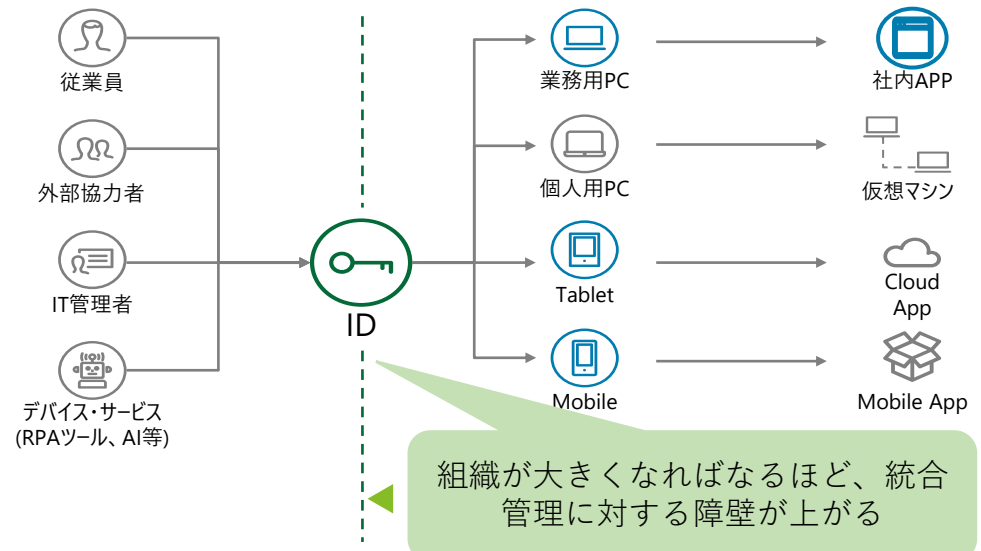 従業員
外部協力者
IT管理者
デバイス・サービス
(RPAツール、AI等)
ID
業務用PC
個人用PC
Tablet
Mobile
社内APP
仮想マシン
Cloud
App
Mobile App
組織が大きくなればなるほど、統合
管理に対する障壁が上がる